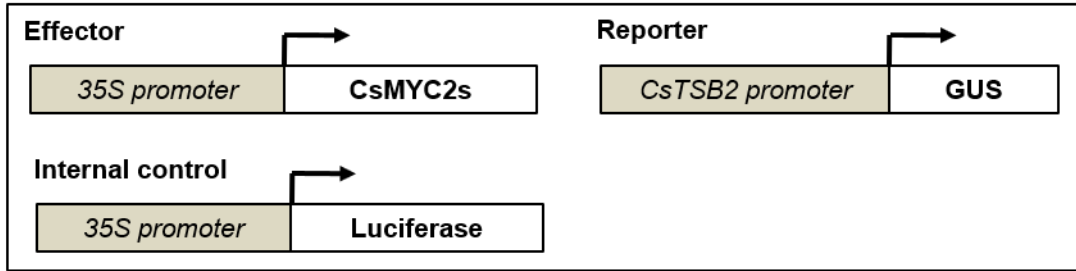 Effector
35S promoter CsMYC2s
Reporter
CsTSB2 promoter GUS
Internal control
35S promoter Luciferase